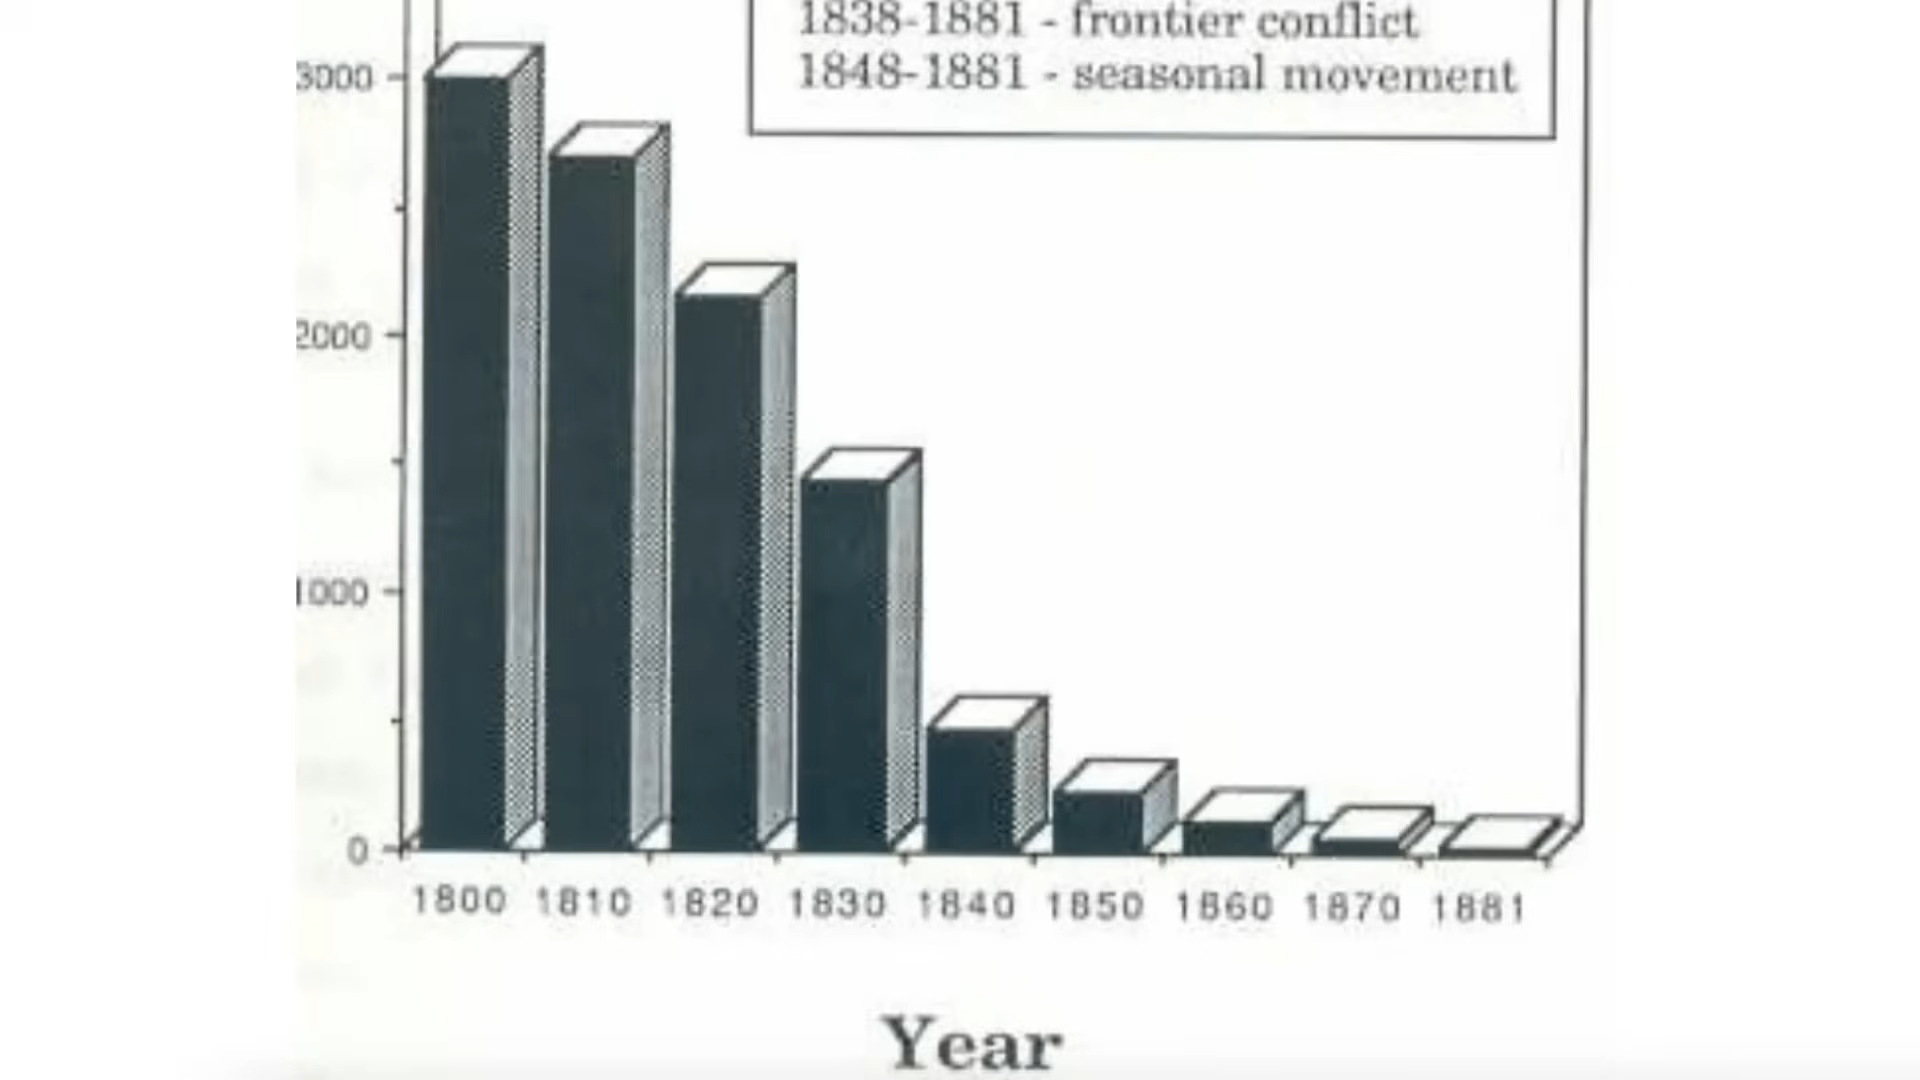 1838-1881 - frontier conflict
1848-1881 - seasonal movement
3000
2000
1000
0
1800 1810 1820 1830 1840 1850 1860 1870 1881
Year